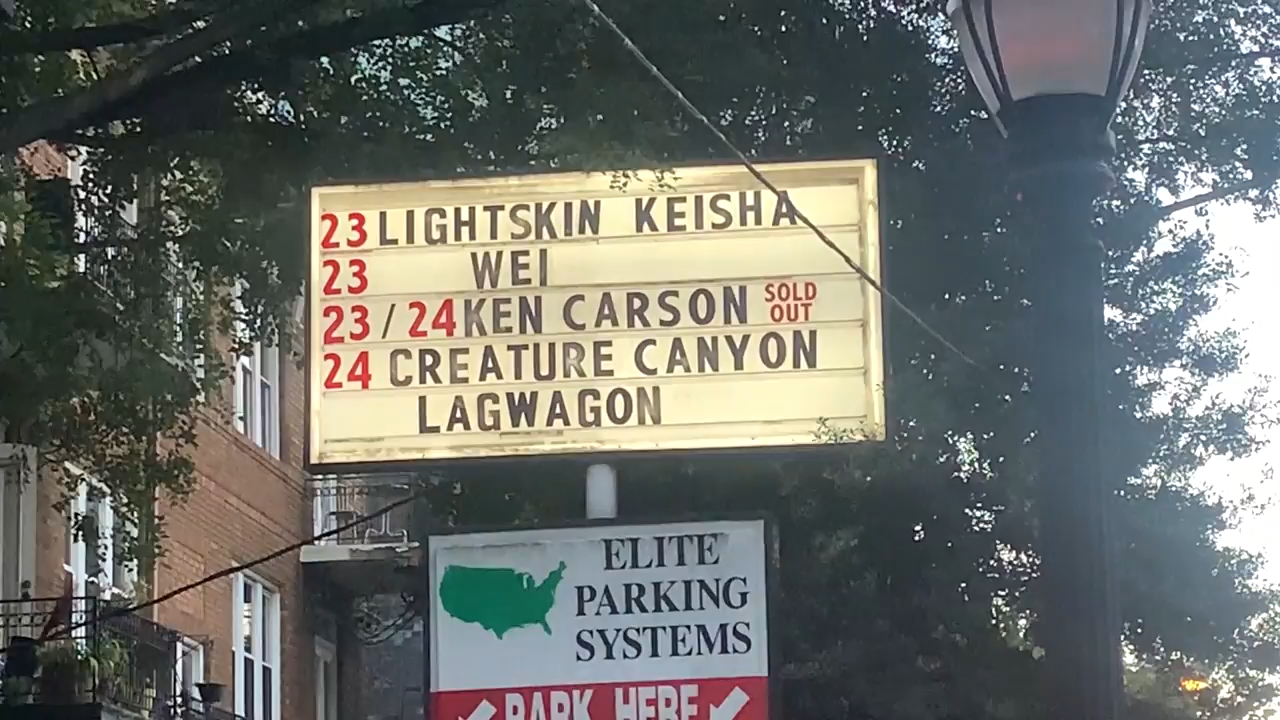 23 LIGHTSKIN KEISHA
23 WEI
23/24 KEN CARSON SOLD OUT
24 CREATURE CANYON
LAGWAGON
ELITE
PARKING
SYSTEMS
PARK HERE